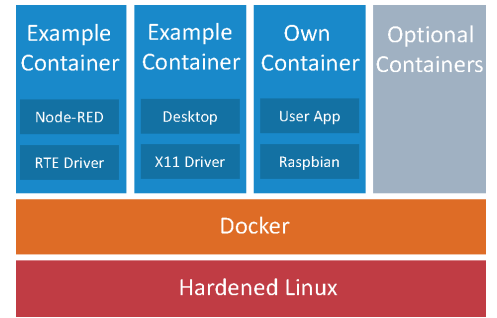 Example
Container
Node-RED
RTE Driver
Example
Container
Desktop
X11 Driver
Own
Container
User App
Raspbian
Optional
Containers
Docker
Hardened Linux